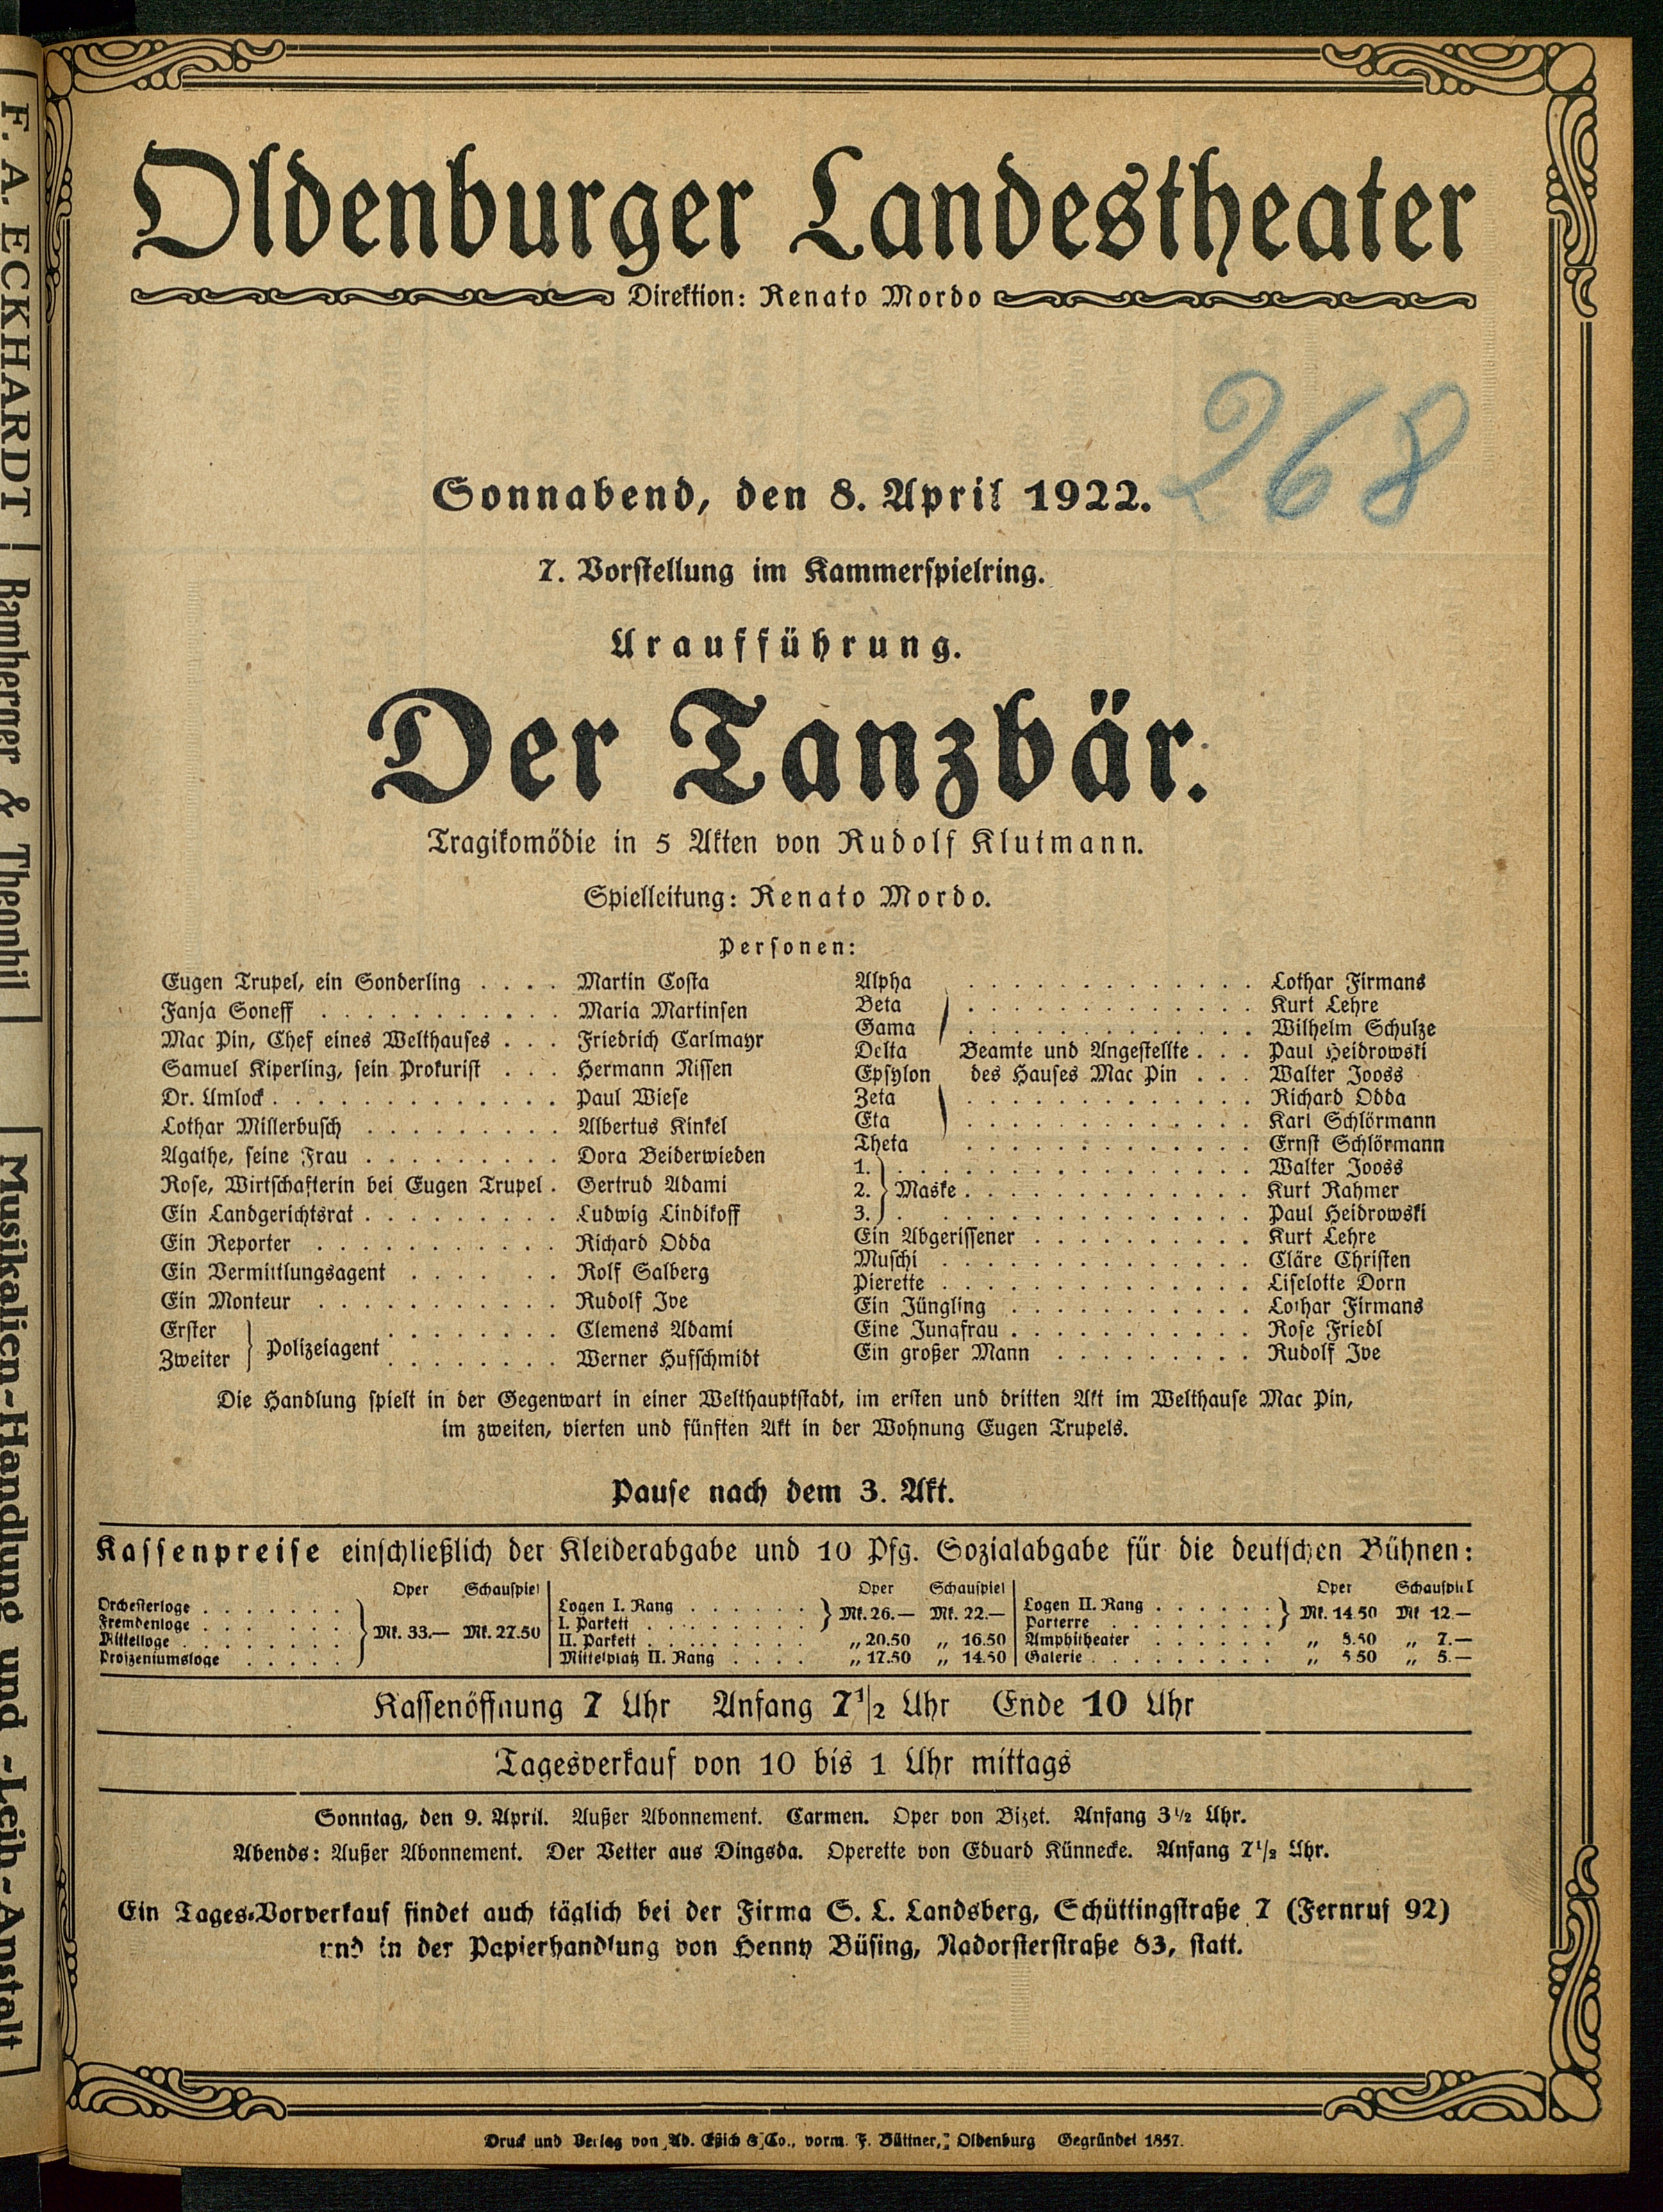 Oldenburger Landestheater
Direktion: Renato Mordo
268
Sonnabend, den 8. April 1922.
7. Vorstellung im Kammerspielring.
Uraufführung.
Der Tanzbär.
Tragikomödie in 5 Akten von Rudolf Klutmann.
Spielleitung: Renato Mordo.
Personen:
Eugen Trupel, ein Sonderling . . . . Martin Costa
Fanja Soneff . . . . . . . . . . . Maria Martinsen
Mac Pin, Chef eines Welthauses . . . Friedrich Carlmayr
Samuel Kiperling, sein Prokurist . . . Hermann Nissen
Dr. Umlock . . . . . . . . . . . . . Paul Wiese
Lothar Millerbusch . . . . . . . . . Albertus Kinkel
Agathe, seine Frau . . . . . . . . . Dora Beiderwieden
Rose, Wirtschafterin bei Eugen Trupel . Gertrud Adami
Ein Landgerichtsrat . . . . . . . . . Ludwig Lindikoff
Ein Reporter . . . . . . . . . . . Richard Odda
Ein Vermittlungsagent . . . . . . Rolf Salberg
Ein Monteur . . . . . . . . . . . Rudolf Ive
Erster } Polizeiagent . . . . . . . . Clemens Adami
Zweiter . . . . . . . . Werner Hufschmidt
Alpha . . . . . . . . . . . . . Lothar Firmans
Beta . . . . . . . . . . . . . Kurt Lehre
Gama . . . . . . . . . . . . . Wilhelm Schulze
Delta Beamte und Angestellte . . . Paul Heidrowski
Epsylon des Hauses Mac Pin . . . Walter Jooss
Zeta . . . . . . . . . . . . . Richard Odda
Eta . . . . . . . . . . . . . Karl Schlörmann
Theta . . . . . . . . . . . . . Ernst Schlörmann
1. . . . . . . . . . . . . . . . . Walter Jooss
2. } Maske . . . . . . . . . . . . . Kurt Rahmer
3. . . . . . . . . . . . . . . . . Paul Heidrowski
Ein Abgerissener . . . . . . . . . . Kurt Lehre
Muschi . . . . . . . . . . . . . . Cläre Christen
Pierette . . . . . . . . . . . . . . Liselotte Dorn
Ein Jüngling . . . . . . . . . . . Lothar Firmans
Eine Jungfrau . . . . . . . . . . . Rose Friedl
Ein großer Mann . . . . . . . . . Rudolf Ive
Die Handlung spielt in der Gegenwart in einer Welthauptstadt, im ersten und dritten Akt im Welthause Mac Pin,
im zweiten, vierten und fünften Akt in der Wohnung Eugen Trupels.
Pause nach dem 3. Akt.
Kassenpreise einschließlich der Kleiderabgabe und 10 Pfg. Sozialabgabe für die deutschen Bühnen:
Oper Schauspiel
Orchesterloge . . . . . . .
Fremdenloge . . . . . . .
Mittelloge . . . . . . . .
Proszeniumsloge . . . . .
} Mk. 33.— Mk. 27.50
Oper Schauspiel
Logen I. Rang . . . . . .
I. Parkett . . . . . . . .
} Mk. 26.— Mk. 22.—
II. Parkett . . . . . . . . „ 20.50 „ 16.50
Mittelplatz II. Rang . . . . „ 17.50 „ 14.50
Oper Schauspiel
Logen II. Rang . . . . . .
Parterre . . . . . . . .
} Mk. 14 50 Mk 12.—
Amphitheater . . . . . . „ 8.50 „ 7.—
Galerie . . . . . . . . . „ 5 50 „ 5.—
Kassenöffnung 7 Uhr Anfang 7 1/2 Uhr Ende 10 Uhr
Tagesverkauf von 10 bis 1 Uhr mittags
Sonntag, den 9. April. Außer Abonnement. Carmen. Oper von Bizet. Anfang 3 1/2 Uhr.
Abends: Außer Abonnement. Der Vetter aus Dingsda. Operette von Eduard Künnecke. Anfang 7 1/2 Uhr.
Ein Tages-Vorverkauf findet auch täglich bei der Firma S. L. Landsberg, Schüttingstraße 7 (Fernruf 92)
und in der Papierhandlung von Henny Büsing, Nadorsterstraße 83, statt.
Druck und Verlag von Ad. Eßich & Co., vorm. F. Büttner, Oldenburg Gegründet 1857.
F. A. ECKHARDT
Bamberger & Theophil
Musikalien-Handlung und -Leih-Anstalt